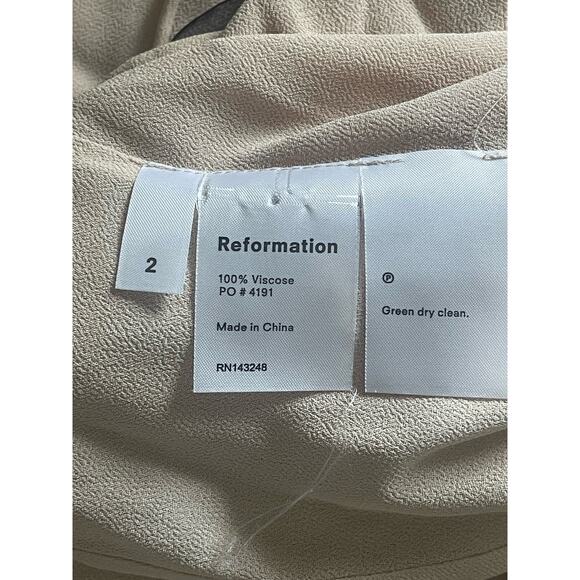 2
Reformation
100% Viscose
PO # 4191
Made in China
RN143248
Ⓟ
Green dry clean.